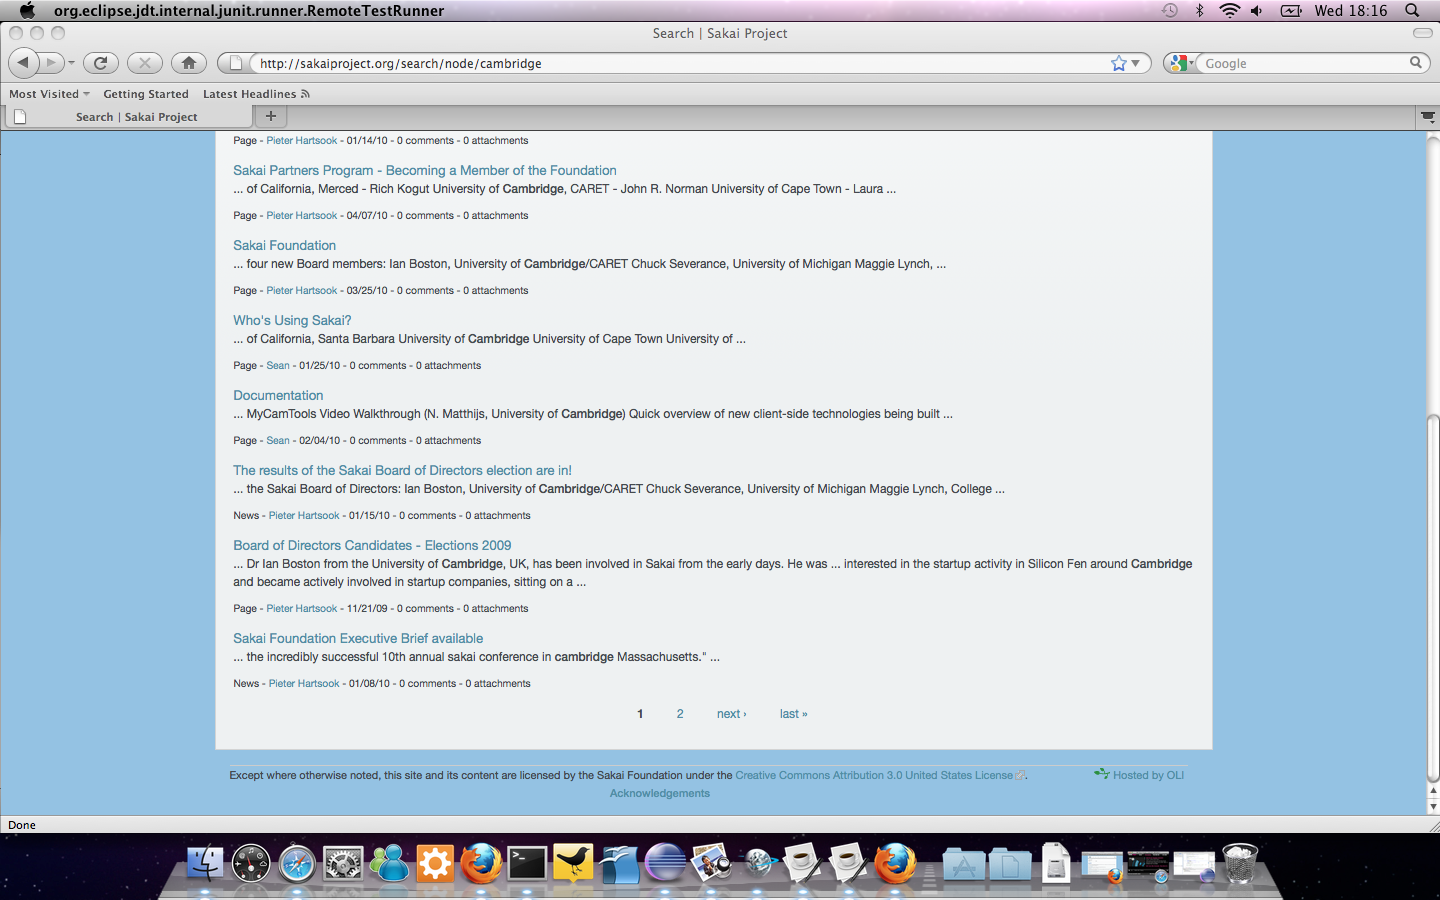 org.eclipse.jdt.internal.junit.runner.RemoteTestRunner
Wed 18:16
Search | Sakai Project
http://sakaiproject.org/search/node/cambridge
Google
Most Visited
Getting Started
Latest Headlines
Search | Sakai Project
Page - Pieter Hartsook - 01/14/10 - 0 comments - 0 attachments
Sakai Partners Program - Becoming a Member of the Foundation
... of California, Merced - Rich Kogut University of Cambridge, CARET - John R. Norman University of Cape Town - Laura ...
Page - Pieter Hartsook - 04/07/10 - 0 comments - 0 attachments
Sakai Foundation
... four new Board members: Ian Boston, University of Cambridge/CARET Chuck Severance, University of Michigan Maggie Lynch, ...
Page - Pieter Hartsook - 03/25/10 - 0 comments - 0 attachments
Who's Using Sakai?
... of California, Santa Barbara University of Cambridge University of Cape Town University of ...
Page - Sean - 01/25/10 - 0 comments - 0 attachments
Documentation
... MyCamTools Video Walkthrough (N. Matthijs, University of Cambridge) Quick overview of new client-side technologies being built ...
Page - Sean - 02/04/10 - 0 comments - 0 attachments
The results of the Sakai Board of Directors election are in!
... the Sakai Board of Directors: Ian Boston, University of Cambridge/CARET Chuck Severance, University of Michigan Maggie Lynch, College ...
News - Pieter Hartsook - 01/15/10 - 0 comments - 0 attachments
Board of Directors Candidates - Elections 2009
... Dr Ian Boston from the University of Cambridge, UK, has been involved in Sakai from the early days. He was ... interested in the startup activity in Silicon Fen around Cambridge
and became actively involved in startup companies, sitting on a ...
Page - Pieter Hartsook - 11/21/09 - 0 comments - 0 attachments
Sakai Foundation Executive Brief available
... the incredibly successful 10th annual sakai conference in cambridge Massachusetts." ...
News - Pieter Hartsook - 01/08/10 - 0 comments - 0 attachments
1 2 next › last »
Except where otherwise noted, this site and its content are licensed by the Sakai Foundation under the Creative Commons Attribution 3.0 United States License.
Hosted by OLI
Acknowledgements
Done